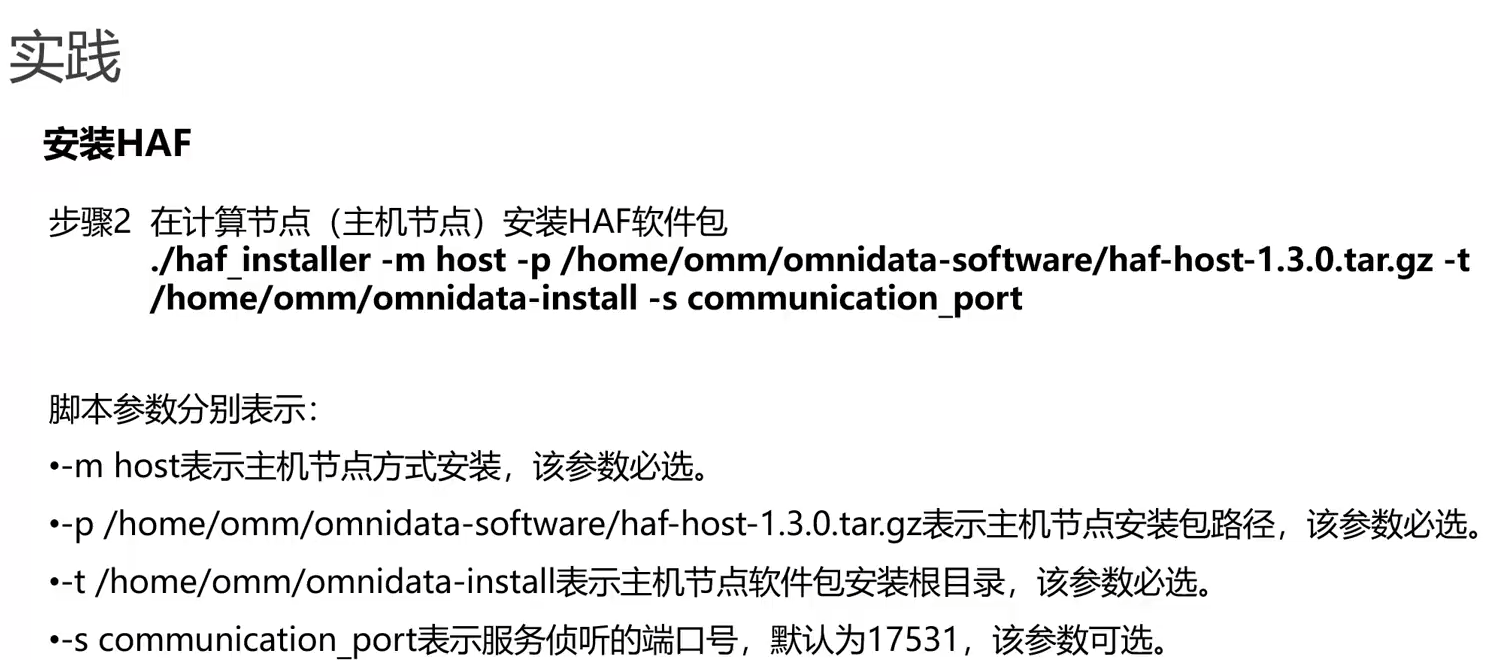 实践
安装HAF
步骤2 在计算节点（主机节点）安装HAF软件包
./haf_installer -m host -p /home/omm/omnidata-software/haf-host-1.3.0.tar.gz -t
/home/omm/omnidata-install -s communication_port
脚本参数分别表示：
•-m host表示主机节点方式安装，该参数必选。
•-p /home/omm/omnidata-software/haf-host-1.3.0.tar.gz表示主机节点安装包路径，该参数必选。
•-t /home/omm/omnidata-install表示主机节点软件包安装根目录，该参数必选。
•-s communication_port表示服务侦听的端口号，默认为17531，该参数可选。